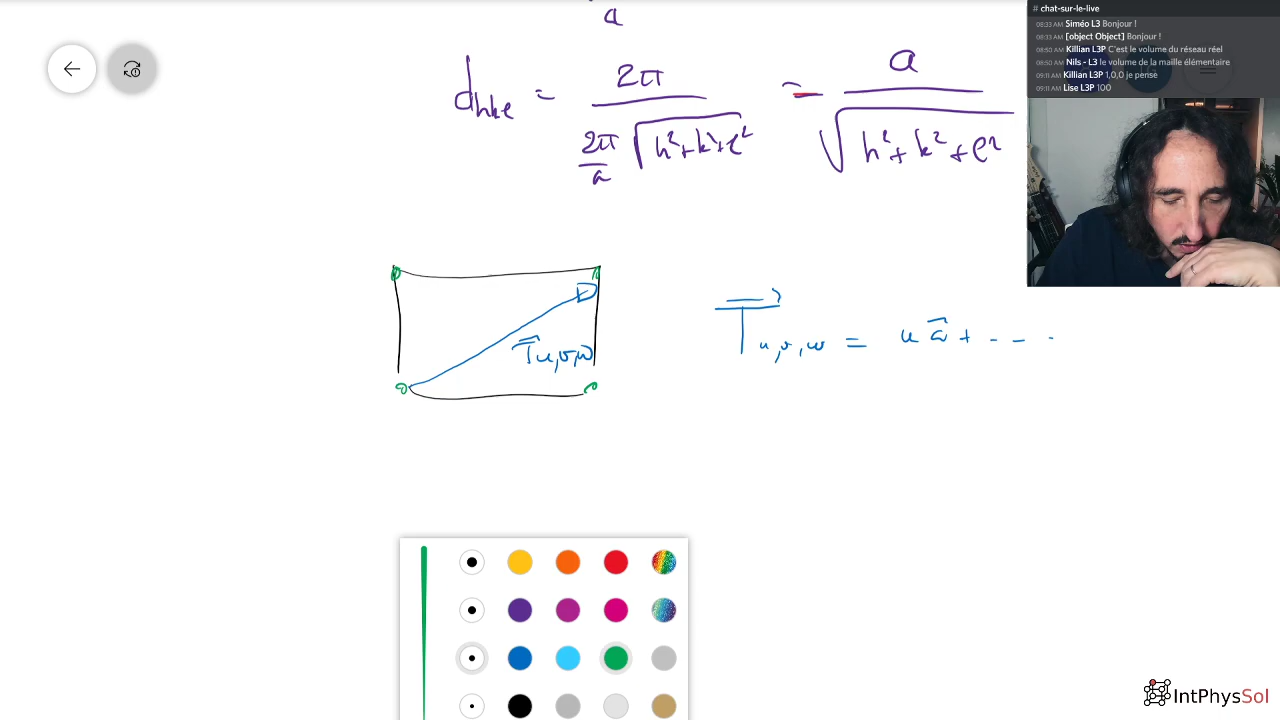 a
d_hkl = 2π / (2π/a √(h²+k²+l²)) = a / √(h²+k²+l²)
T⃗u,v,w
T⃗u,v,w = u a⃗ + - - -
# chat-sur-le-live
08:33 AM Siméo L3 Bonjour !
08:33 AM [object Object] Bonjour !
08:50 AM Killian L3P C'est le volume du réseau réel
08:50 AM Nils - L3 le volume de la maille élémentaire
09:11 AM Killian L3P 1,0,0 je pense
09:11 AM Lise L3P 100
IntPhysSol